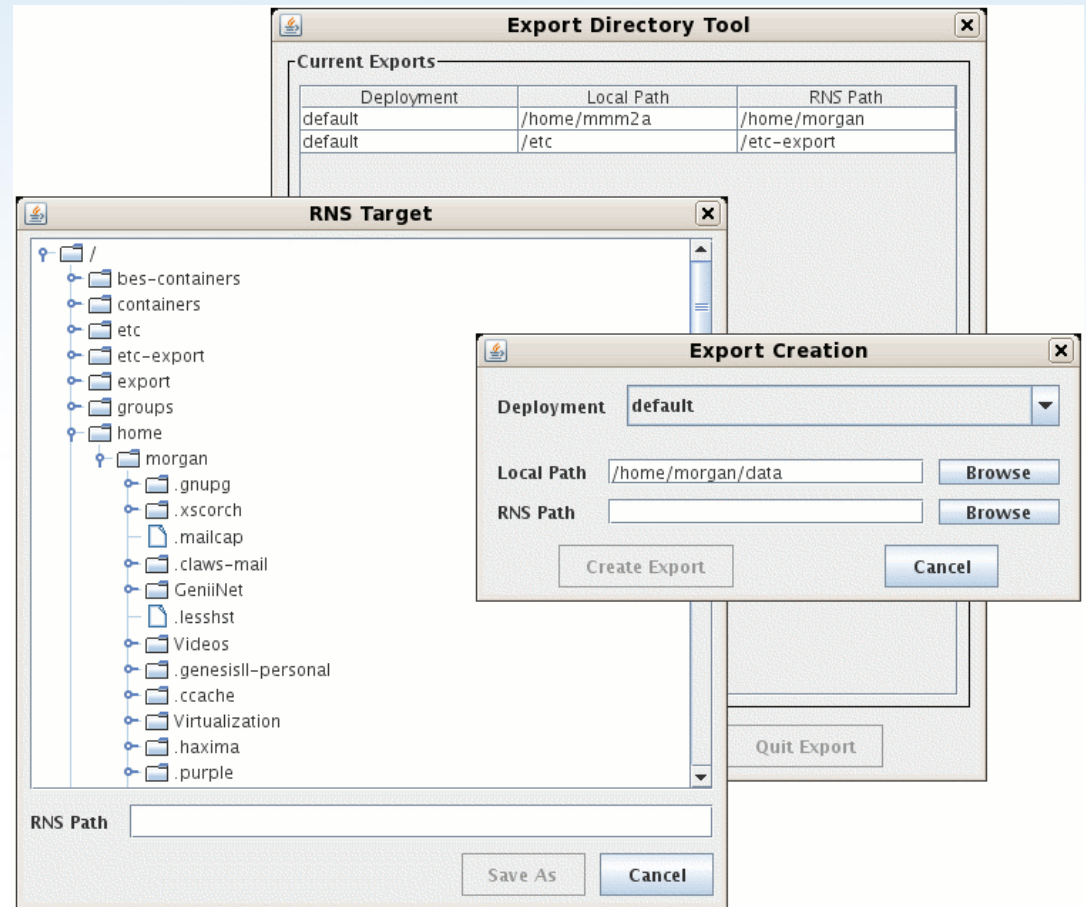 Export Directory Tool
Current Exports
Deployment Local Path RNS Path
default /home/mmm2a /home/morgan
default /etc /etc-export
RNS Target
/
bes-containers
containers
etc
etc-export
export
groups
home
morgan
.gnupg
.xscorch
.mailcap
.claws-mail
GeniiNet
.lesshst
Videos
.genesisII-personal
.ccache
Virtualization
.haxima
.purple
RNS Path
Save As Cancel
Export Creation
Deployment default
Local Path /home/morgan/data Browse
RNS Path Browse
Create Export Cancel
Quit Export